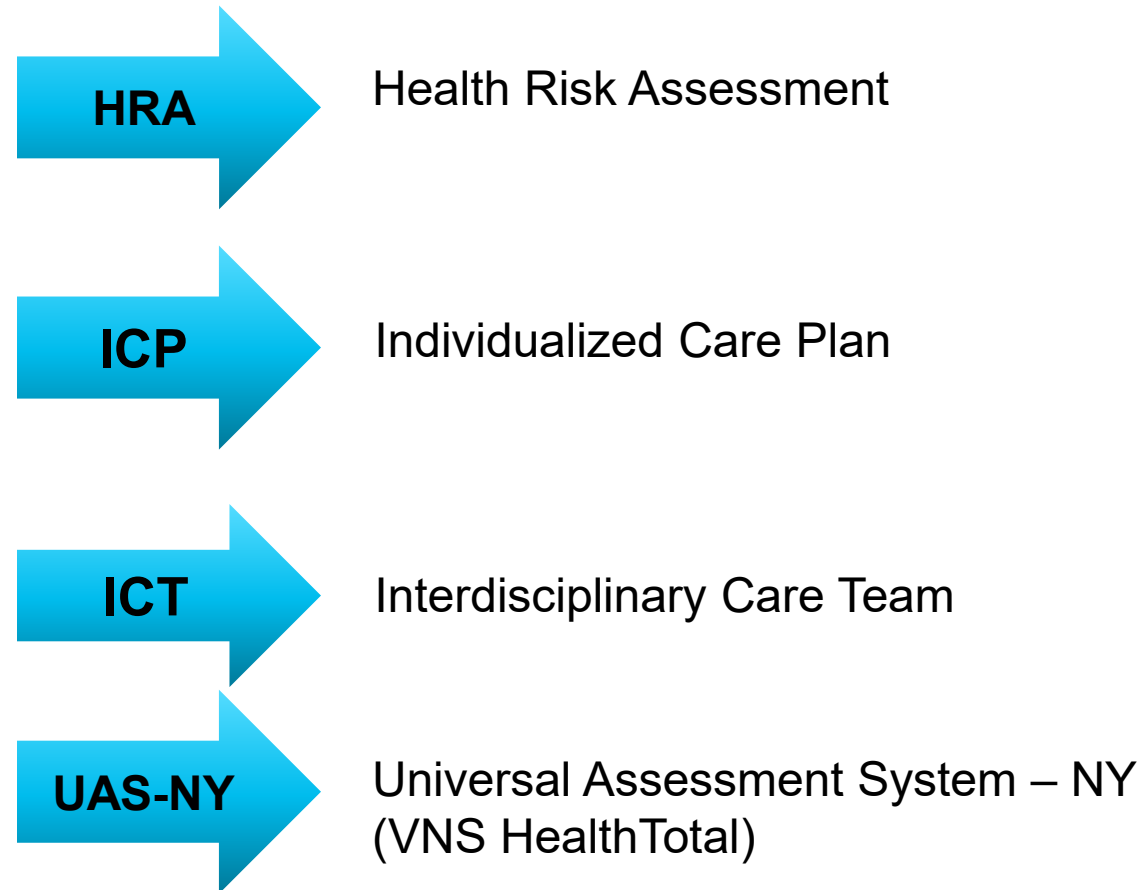 HRA
Health Risk Assessment
ICP
Individualized Care Plan
ICT
Interdisciplinary Care Team
UAS-NY
Universal Assessment System – NY
(VNS HealthTotal)